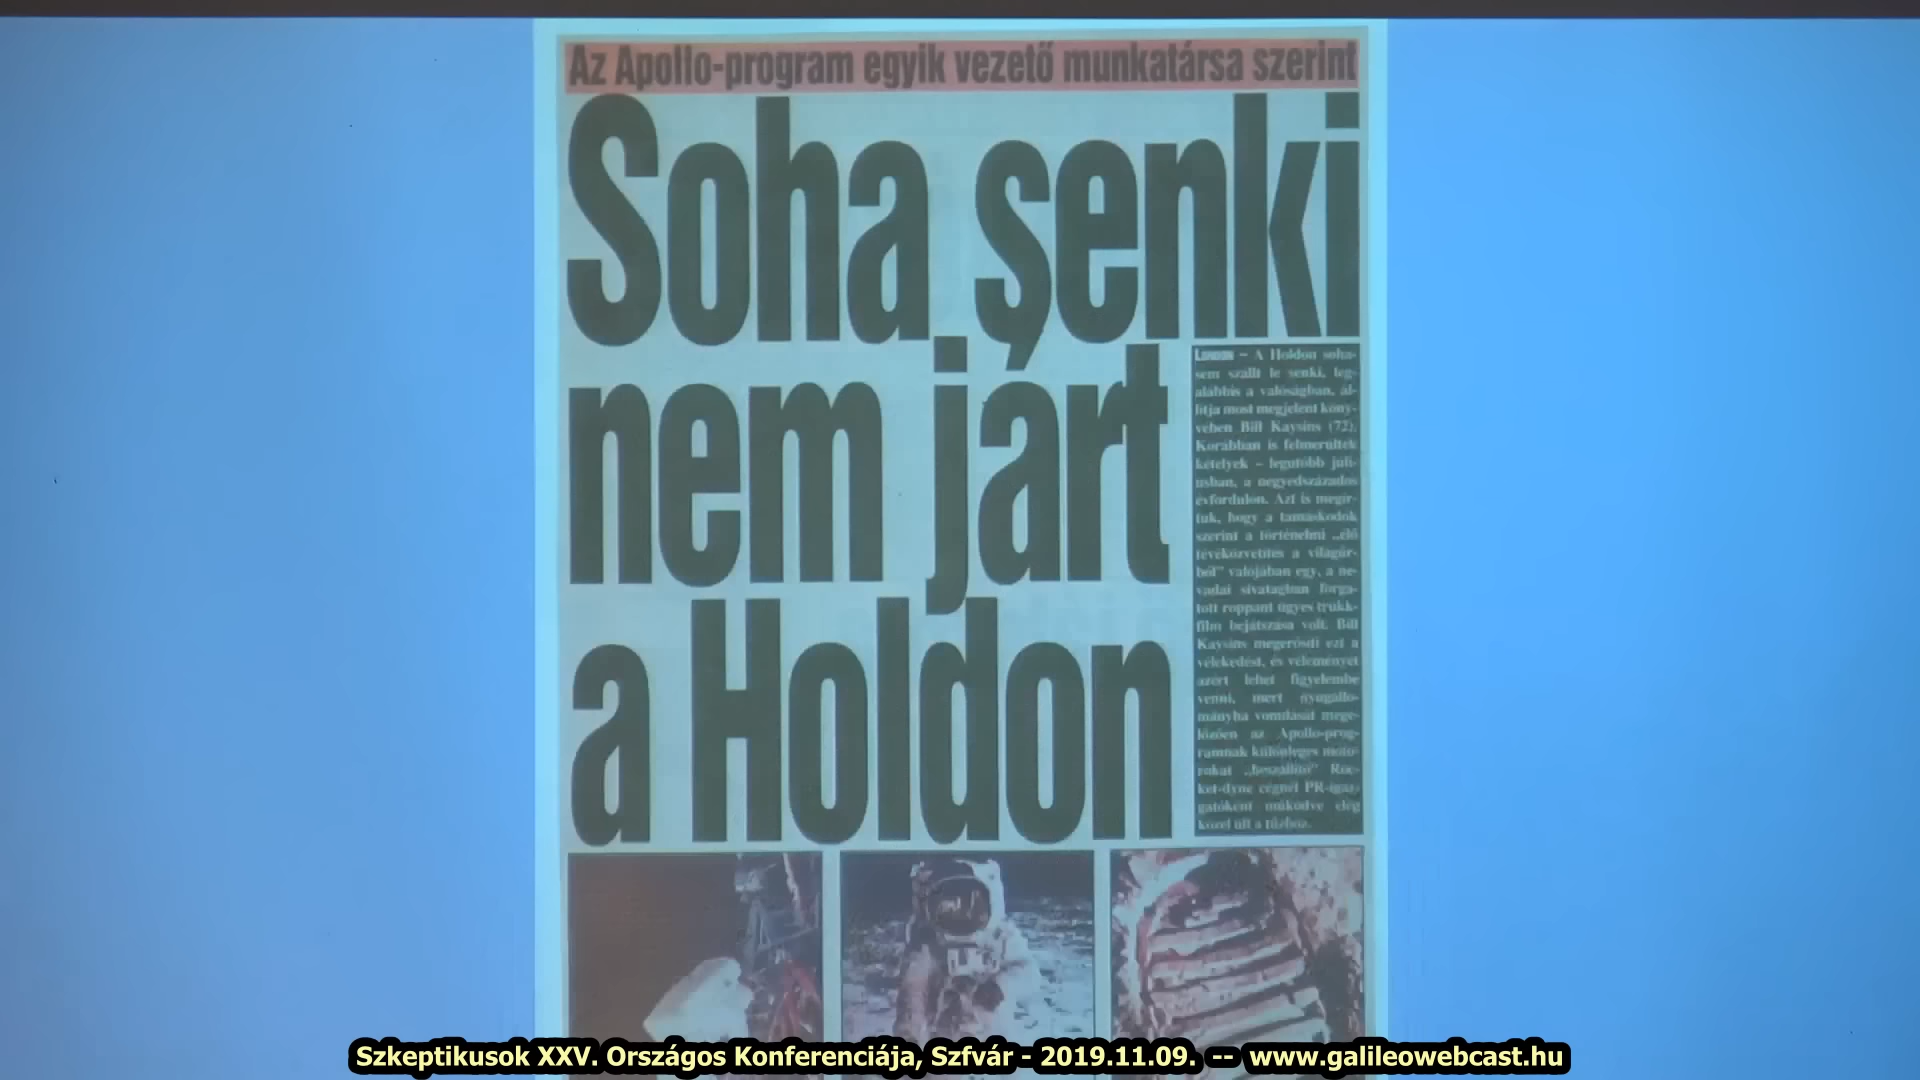 Az Apollo-program egyik vezető munkatársa szerint
Soha senki
nem járt
a Holdon
LONDON – A Holdon soha-
sem szállt le senki, leg-
alábbis a valóságban, ál-
lítja most megjelent köny-
vében Bill Kaysins (72).
Korábban is felmerültek
kételyek – legutóbb júli-
usban, a negyedszázados
évfordulón. Azt is megír-
tuk, hogy a tamáskodók
szerint a történelmi „élő
tévéközvetítés a világűr-
ből” valójában egy, a ne-
vadai sivatagban forga-
tott roppant ügyes trükk-
film bejátszása volt. Bill
Kaysins megerősíti ezt a
vélekedést, és véleményét
azért lehet figyelembe
venni, mert nyugállo-
mányba vonulását mege-
lőzően az Apollo-prog-
ramnak különleges moto-
rokat „beszállító” Roc-
ket-dyne cégnél PR-igaz-
gatóként működve elég
közel ült a tűzhöz.
Szkeptikusok XXV. Országos Konferenciája, Szfvár - 2019.11.09. -- www.galileowebcast.hu